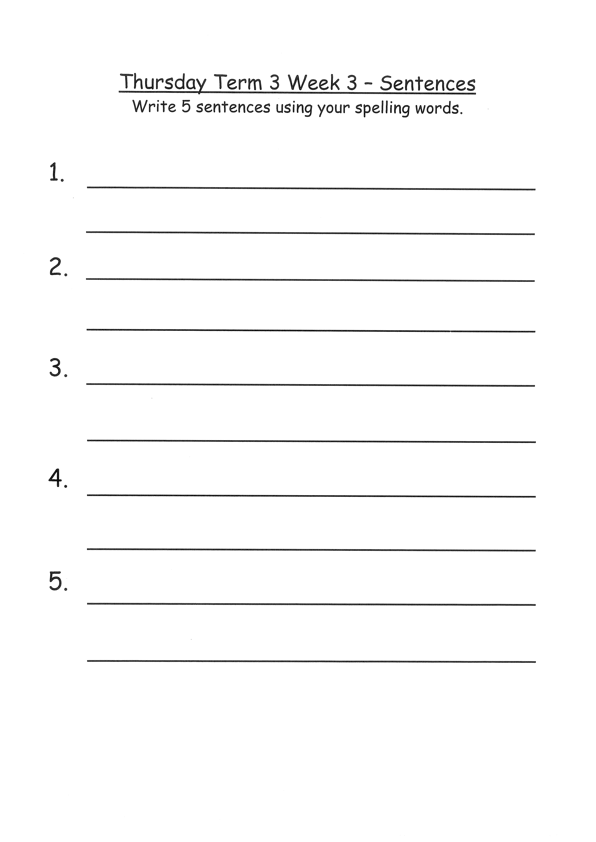 Thursday Term 3 Week 3 – Sentences
Write 5 sentences using your spelling words.
1.
2.
3.
4.
5.